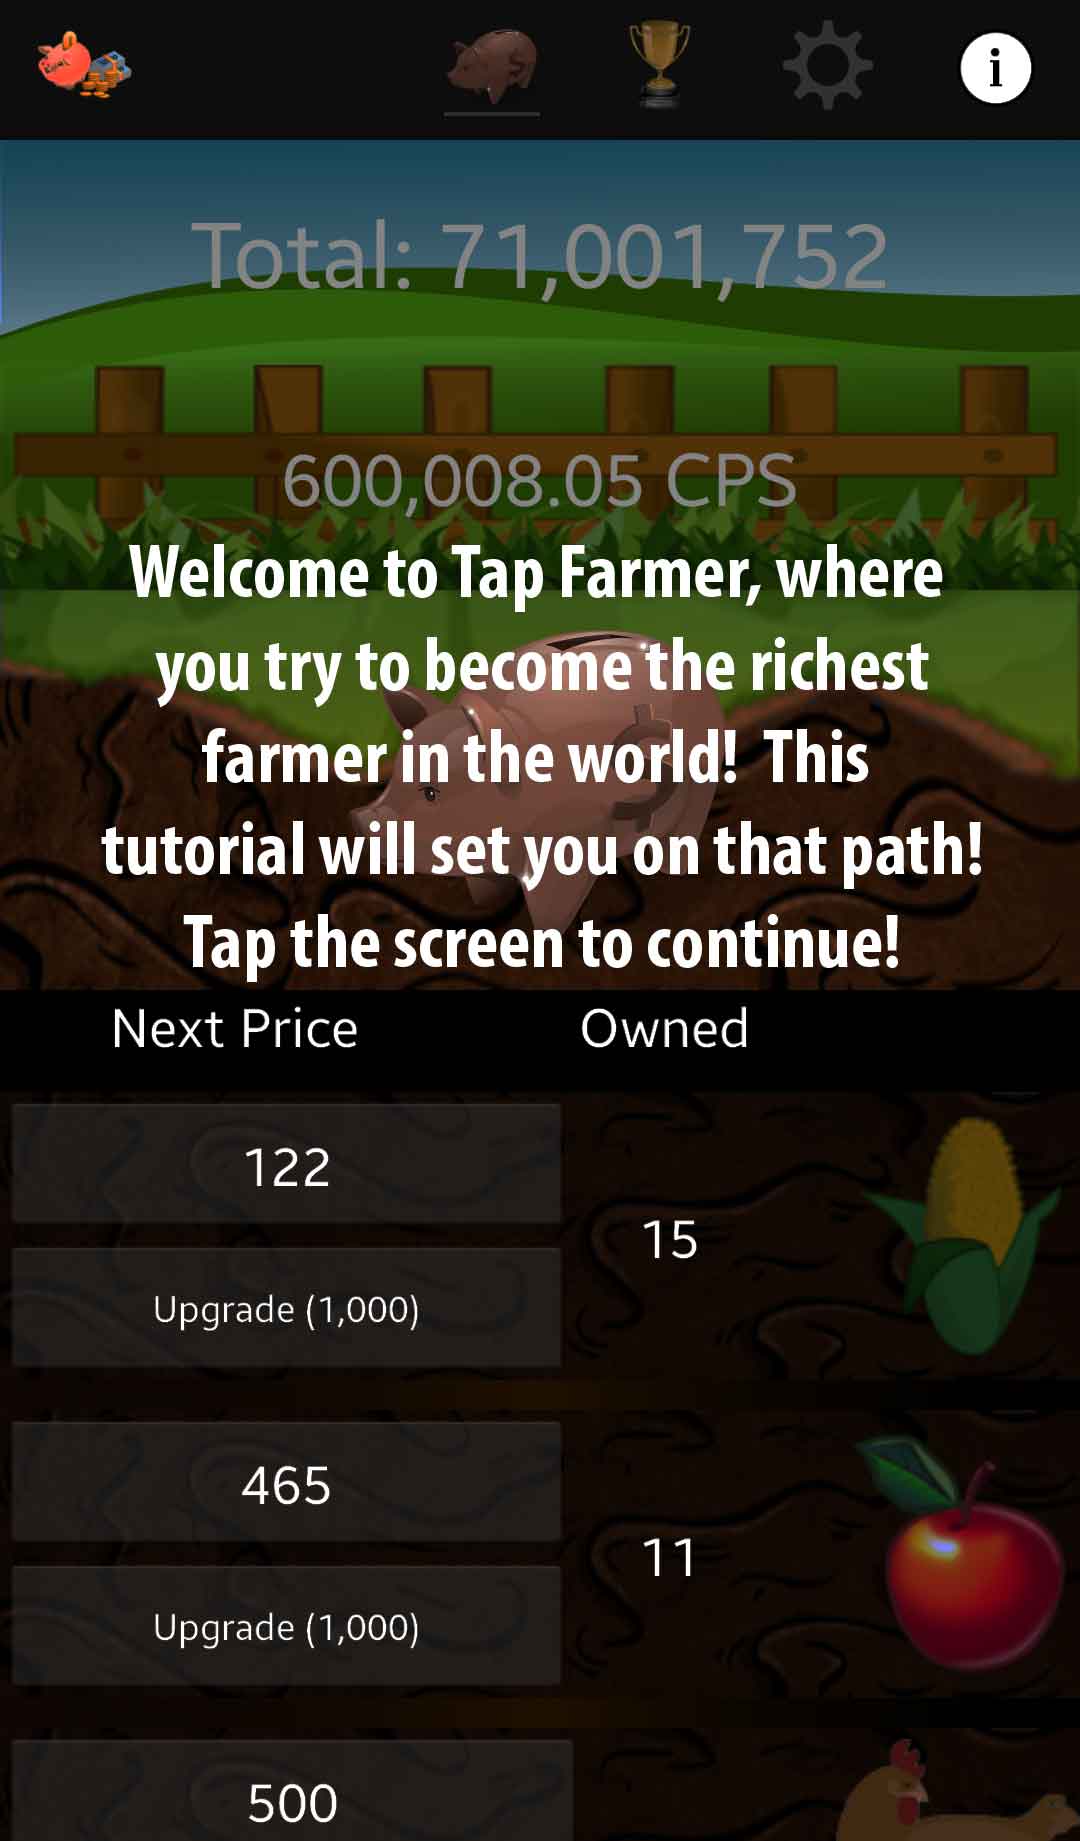 i
Total: 71,001,752
600,008.05 CPS
Welcome to Tap Farmer, where
you try to become the richest
farmer in the world!  This
tutorial will set you on that path!
Tap the screen to continue!
Next Price Owned
122
15
Upgrade (1,000)
465
11
Upgrade (1,000)
500